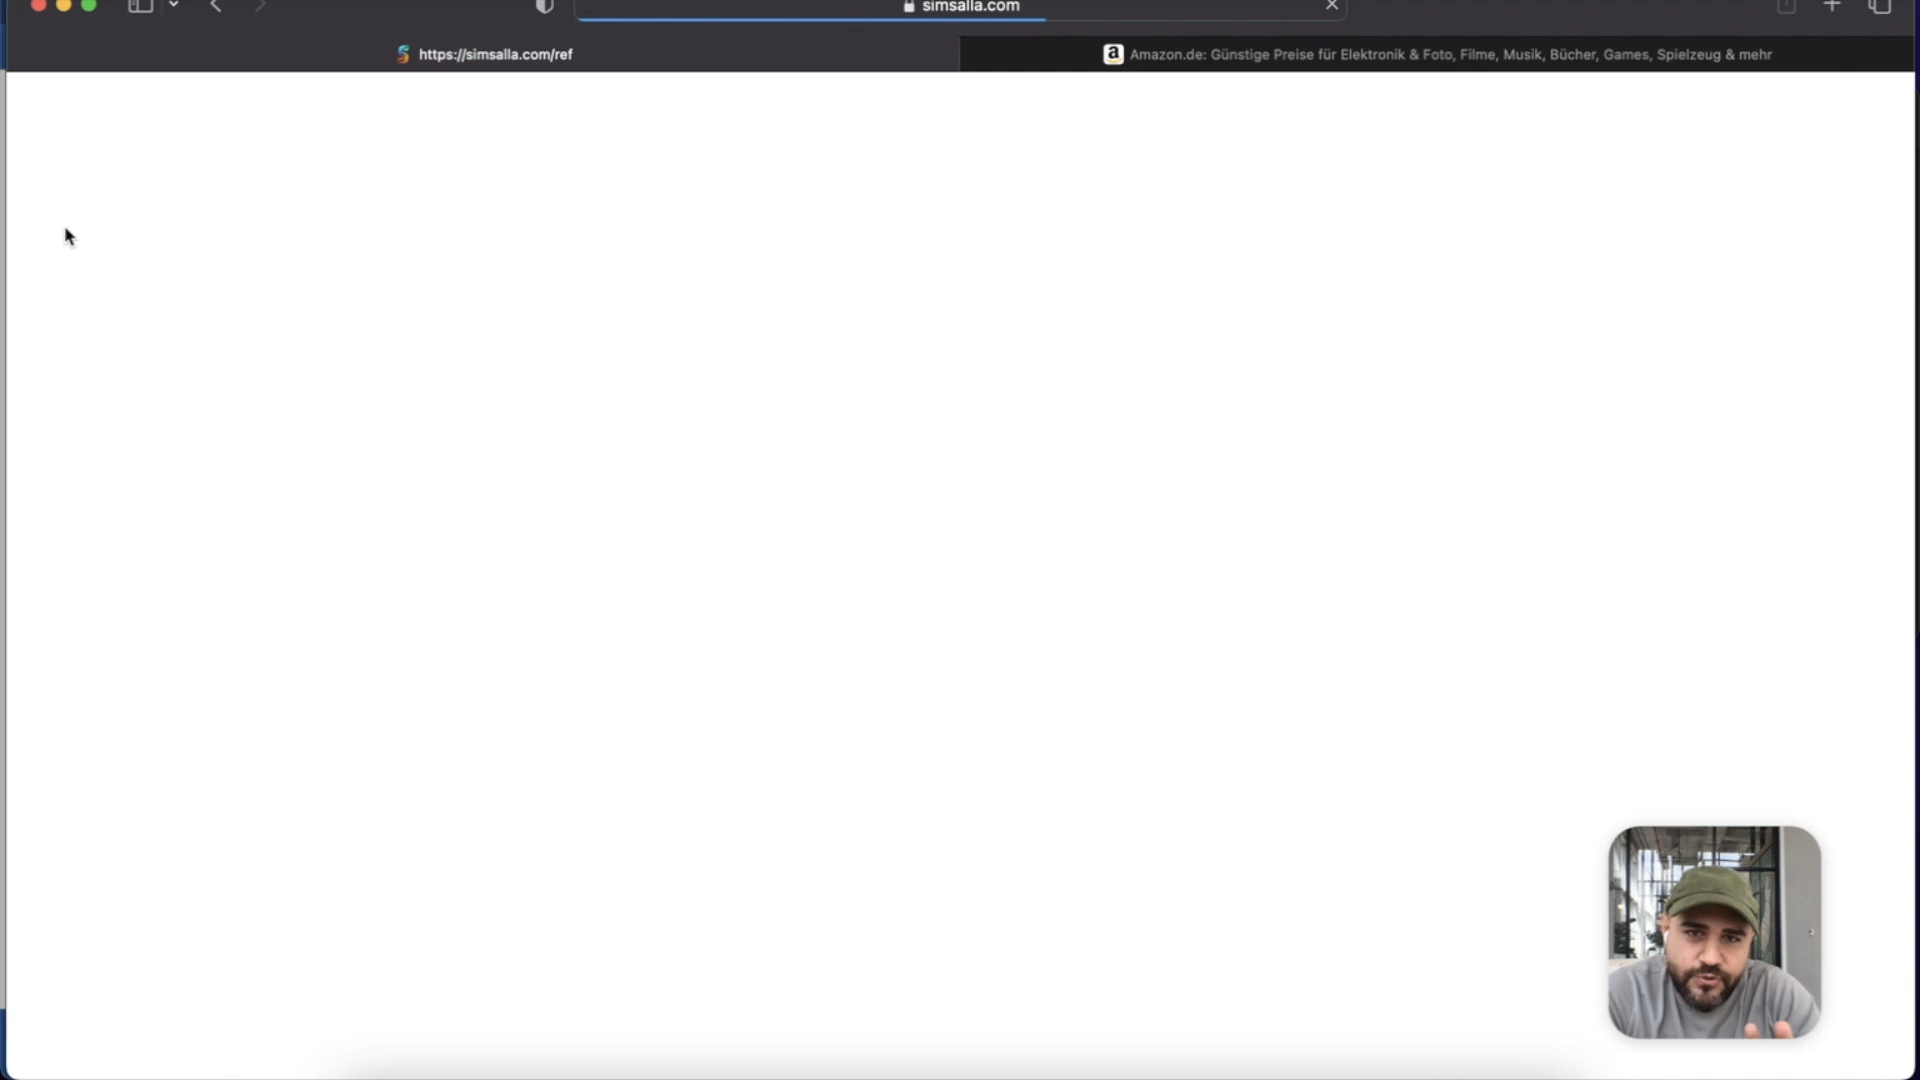 simsalla.com
https://simsalla.com/ref
Amazon.de: Günstige Preise für Elektronik & Foto, Filme, Musik, Bücher, Games, Spielzeug & mehr